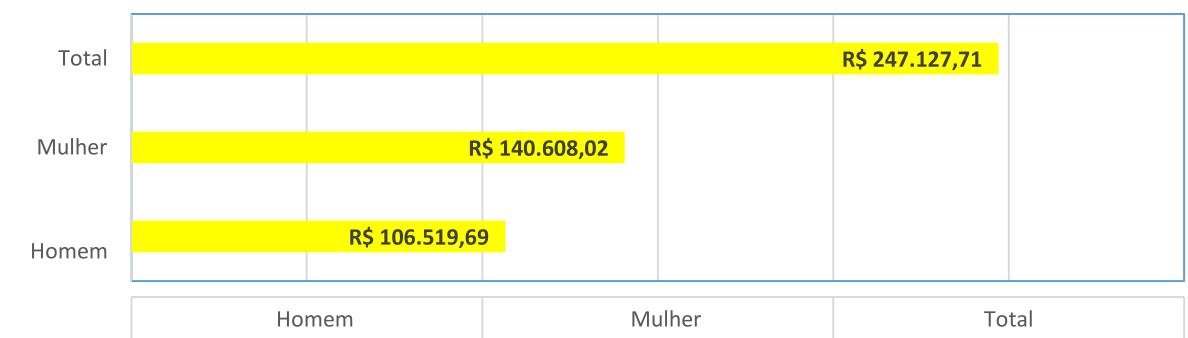 Total
R$ 247.127,71
Mulher
R$ 140.608,02
Homem
R$ 106.519,69
Homem
Mulher
Total